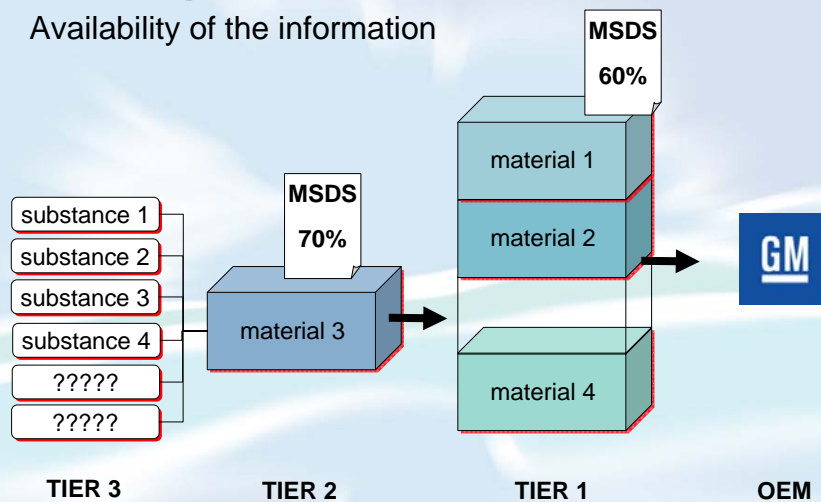 Availability of the information
MSDS
60%
material 1
MSDS
70%
substance 1
substance 2
substance 3
substance 4
?????
?????
material 2
material 3
material 4
GM
TIER 3
TIER 2
TIER 1
OEM